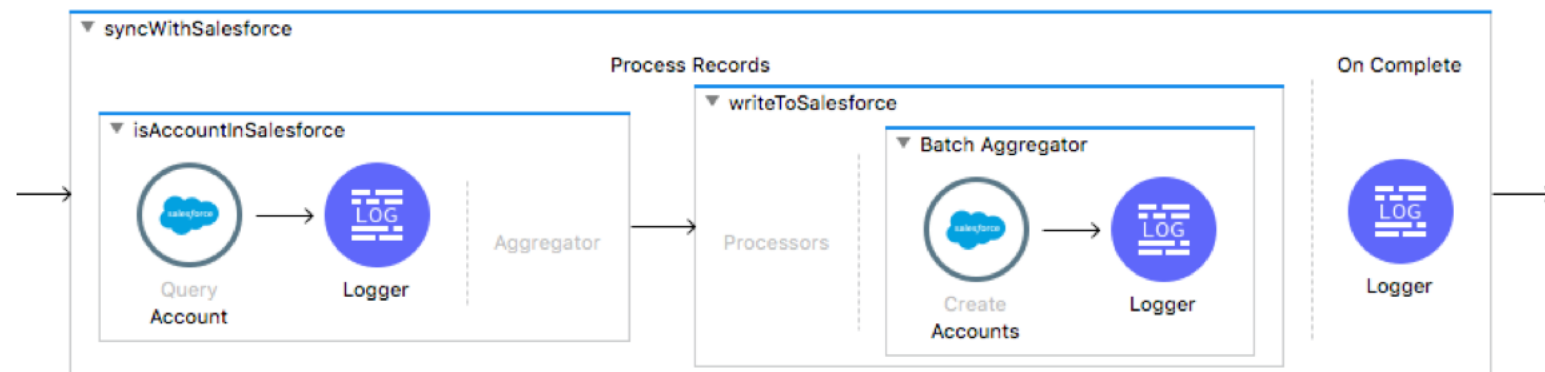 syncWithSalesforce
Process Records
On Complete
isAccountInSalesforce
salesforce
Query
Account
LOG
Logger
Aggregator
writeToSalesforce
Processors
Batch Aggregator
salesforce
Create
Accounts
LOG
Logger
LOG
Logger